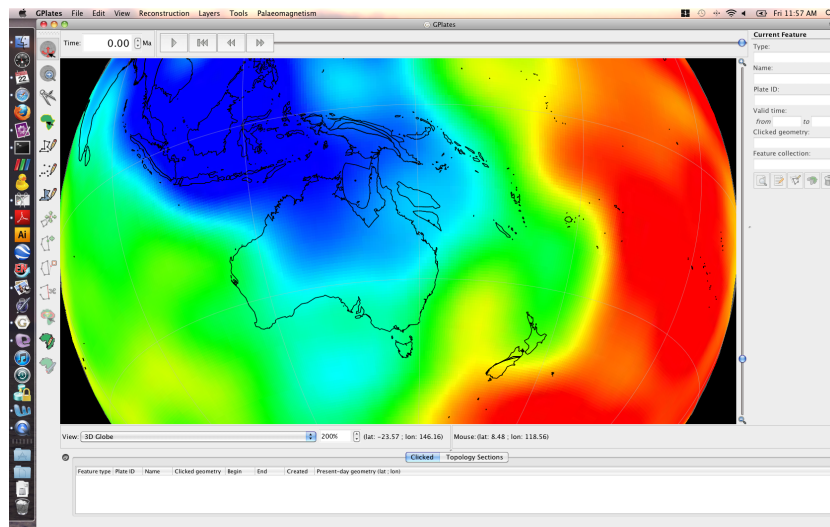 GPlates File Edit View Reconstruction Layers Tools Palaeomagnetism Fri 11:57 AM
GPlates
Time: 0.00 Ma
Current Feature
Type:
Name:
Plate ID:
Valid time:
from to
Clicked geometry:
Feature collection:
22
Ai
View: 3D Globe 200% (lat: -23.57 ; lon: 146.16) Mouse: (lat: 8.48 ; lon: 118.56)
Clicked Topology Sections
Feature type Plate ID Name Clicked geometry Begin End Created Present-day geometry (lat ; lon)